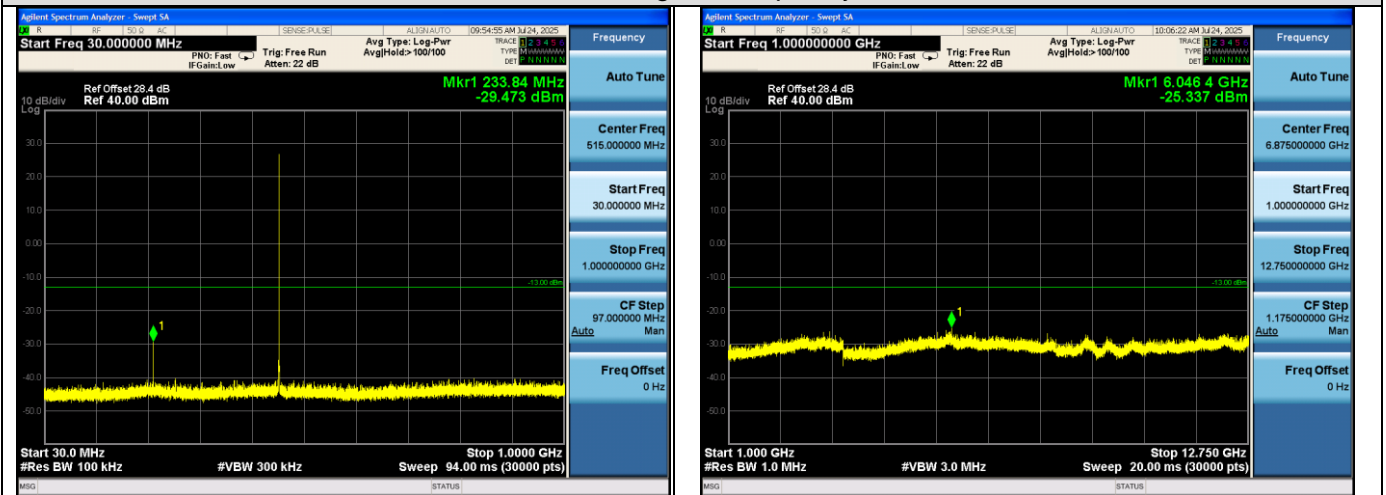 Agilent Spectrum Analyzer - Swept SA
R RF 50 Ω AC SENSE:PULSE ALIGNAUTO 09:54:55 AM Jul 24, 2025
Start Freq 30.000000 MHz
PNO: Fast
IFGain:Low
Trig: Free Run
Atten: 22 dB
Avg Type: Log-Pwr
Avg|Hold:>100/100
TRACE 1 2 3 4 5 6
TYPE MWWWWW
DET P N N N N N
Mkr1 233.84 MHz
-29.473 dBm
Ref Offset 28.4 dB
10 dB/div Ref 40.00 dBm
Log
30.0
20.0
10.0
0.00
-10.0
-13.00 dBm
-20.0
1
-30.0
-40.0
-50.0
Start 30.0 MHz Stop 1.0000 GHz
#Res BW 100 kHz #VBW 300 kHz Sweep 94.00 ms (30000 pts)
MSG STATUS
Frequency
Auto Tune
Center Freq
515.000000 MHz
Start Freq
30.000000 MHz
Stop Freq
1.000000000 GHz
CF Step
97.000000 MHz
Auto Man
Freq Offset
0 Hz
Agilent Spectrum Analyzer - Swept SA
R RF 50 Ω AC SENSE:PULSE ALIGNAUTO 10:06:22 AM Jul 24, 2025
Start Freq 1.000000000 GHz
PNO: Fast
IFGain:Low
Trig: Free Run
Atten: 22 dB
Avg Type: Log-Pwr
Avg|Hold:>100/100
TRACE 1 2 3 4 5 6
TYPE MWWWWW
DET P N N N N N
Mkr1 6.046 4 GHz
-25.337 dBm
Ref Offset 28.4 dB
10 dB/div Ref 40.00 dBm
Log
30.0
20.0
10.0
0.00
-10.0
-13.00 dBm
-20.0
1
-30.0
-40.0
-50.0
Start 1.000 GHz Stop 12.750 GHz
#Res BW 1.0 MHz #VBW 3.0 MHz Sweep 20.00 ms (30000 pts)
MSG STATUS
Frequency
Auto Tune
Center Freq
6.875000000 GHz
Start Freq
1.000000000 GHz
Stop Freq
12.750000000 GHz
CF Step
1.175000000 GHz
Auto Man
Freq Offset
0 Hz